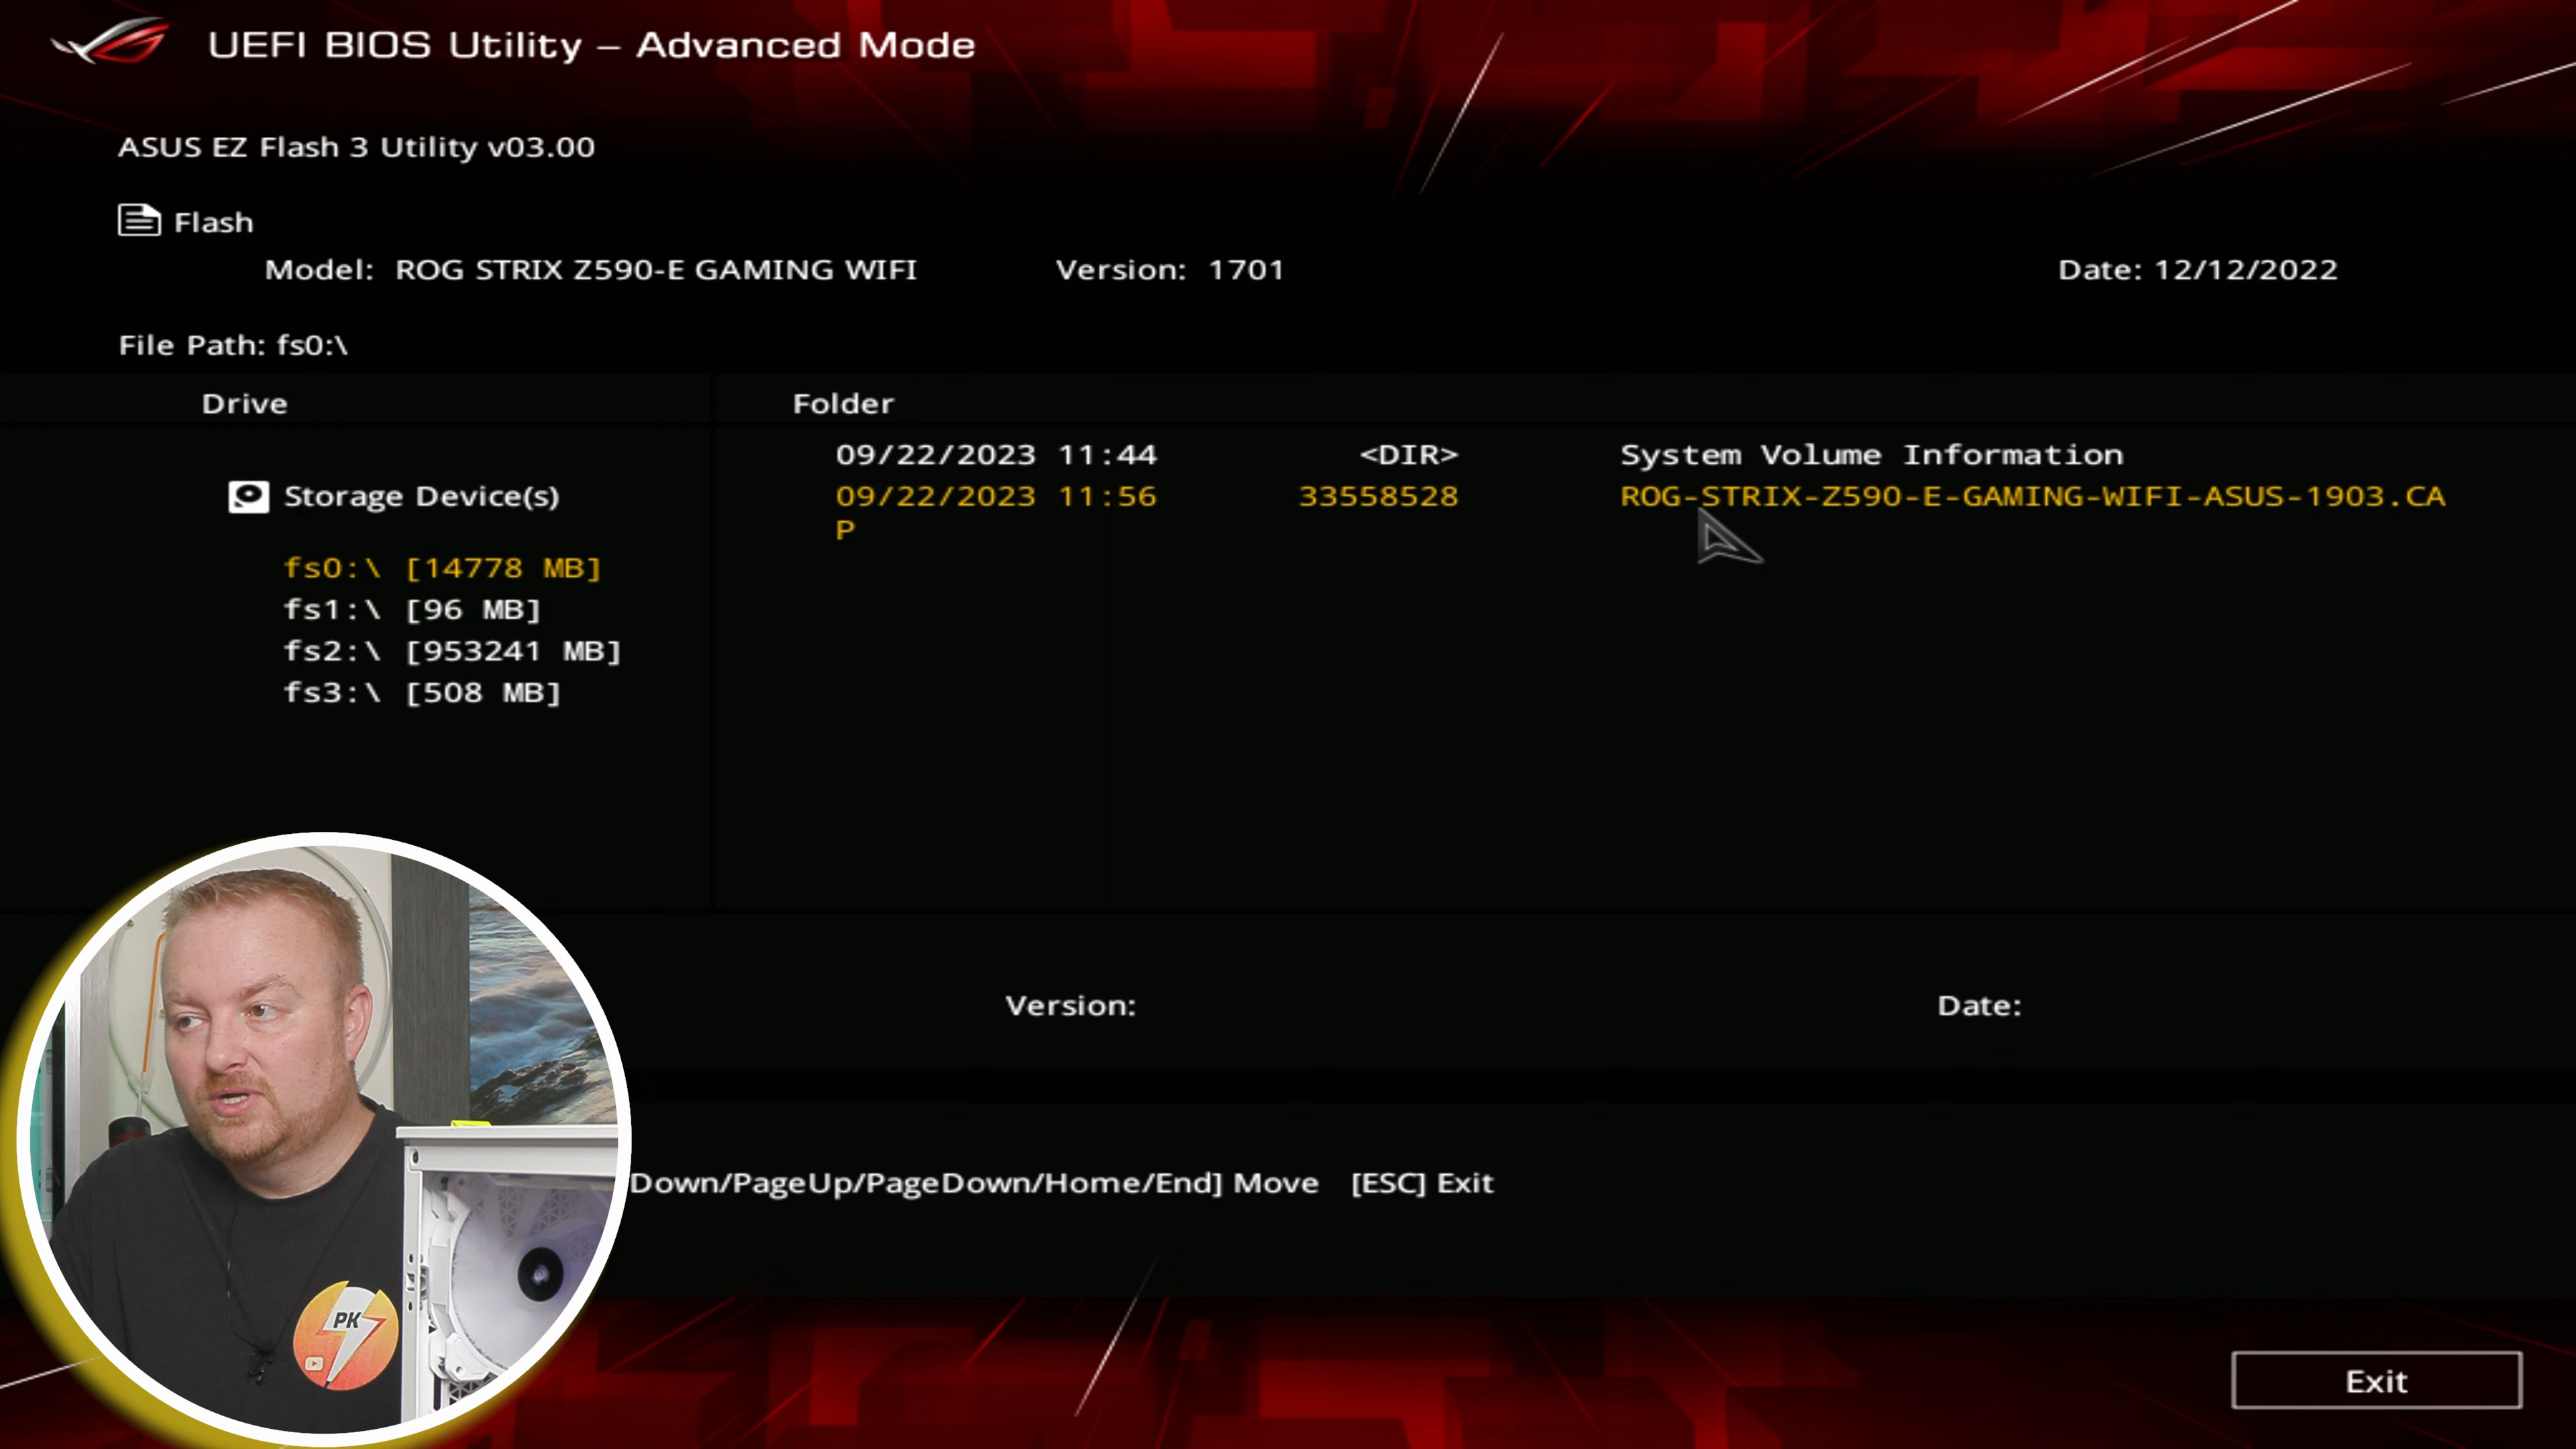 UEFI BIOS Utility – Advanced Mode
ASUS EZ Flash 3 Utility v03.00
Flash
Model: ROG STRIX Z590-E GAMING WIFI Version: 1701 Date: 12/12/2022
File Path: fs0:\
Drive Folder
09/22/2023 11:44 <DIR> System Volume Information
Storage Device(s) 09/22/2023 11:56 33558528 ROG-STRIX-Z590-E-GAMING-WIFI-ASUS-1903.CA
P
fs0:\ [14778 MB]
fs1:\ [96 MB]
fs2:\ [953241 MB]
fs3:\ [508 MB]
Version: Date:
Down/PageUp/PageDown/Home/End] Move [ESC] Exit
PK
Exit